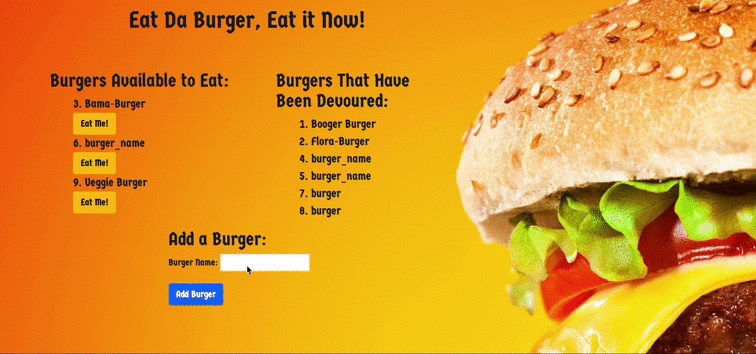 Eat Da Burger, Eat it Now!
Burgers Available to Eat:
3. Bama-Burger
Eat Me!
6. burger_name
Eat Me!
9. Veggie Burger
Eat Me!
Burgers That Have
Been Devoured:
1. Booger Burger
2. Flora-Burger
4. burger_name
5. burger_name
7. burger
8. burger
Add a Burger:
Burger Name:
Add Burger